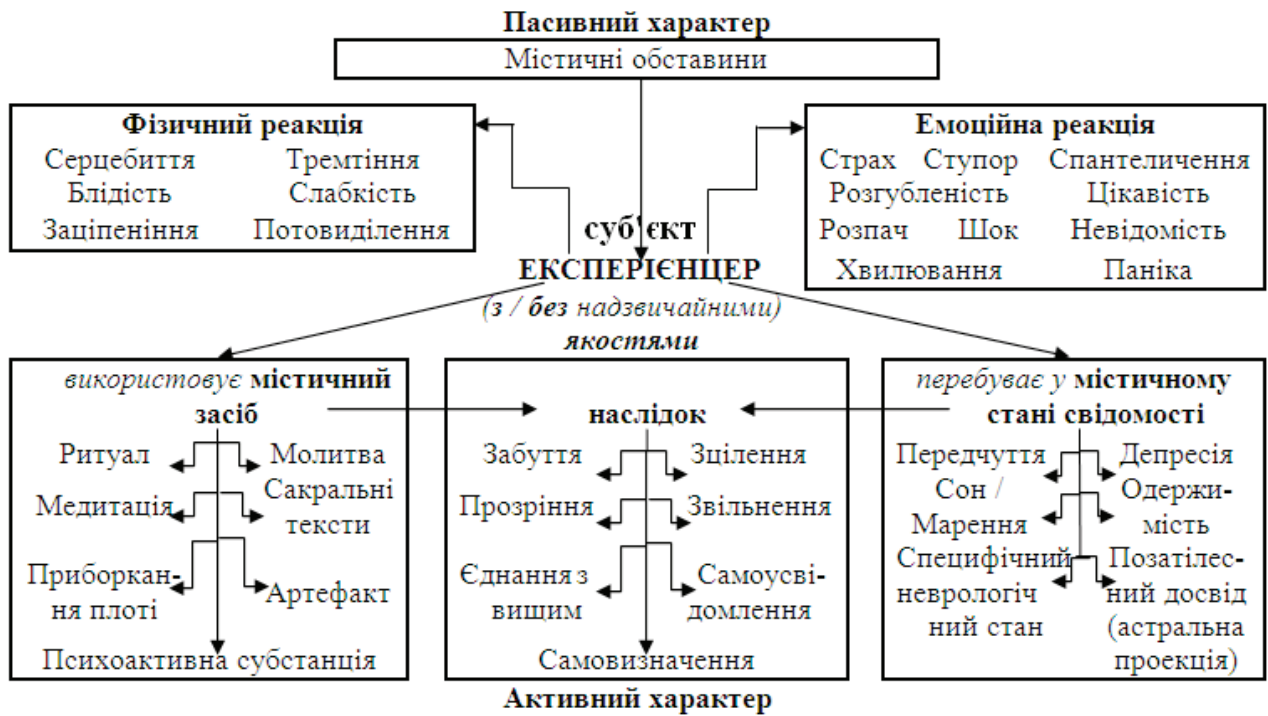 Пасивний характер
Містичні обставини
Фізичний реакція
Серцебиття Тремтіння
Блідість Слабкість
Заціпеніння Потовиділення
Емоційна реакція
Страх Ступор Спантеличення
Розгубленість Цікавість
Розпач Шок Невідомість
Хвилювання Паніка
суб'єкт
ЕКСПЕРІЄНЦЕР
(з / без надзвичайними)
якостями
використовує містичний
засіб
Ритуал Молитва
Медитація Сакральні
тексти
Приборкан-
ня плоті
Артефакт
Психоактивна субстанція
наслідок
Забуття Зцілення
Прозріння Звільнення
Єднання з
вищим
Самоусві-
домлення
Самовизначення
перебуває у містичному
стані свідомості
Передчуття Депресія
Сон /
Марення
Одержи-
мість
Специфічний
неврологіч
ний стан
Позатілес-
ний досвід
(астральна
проекція)
Активний характер